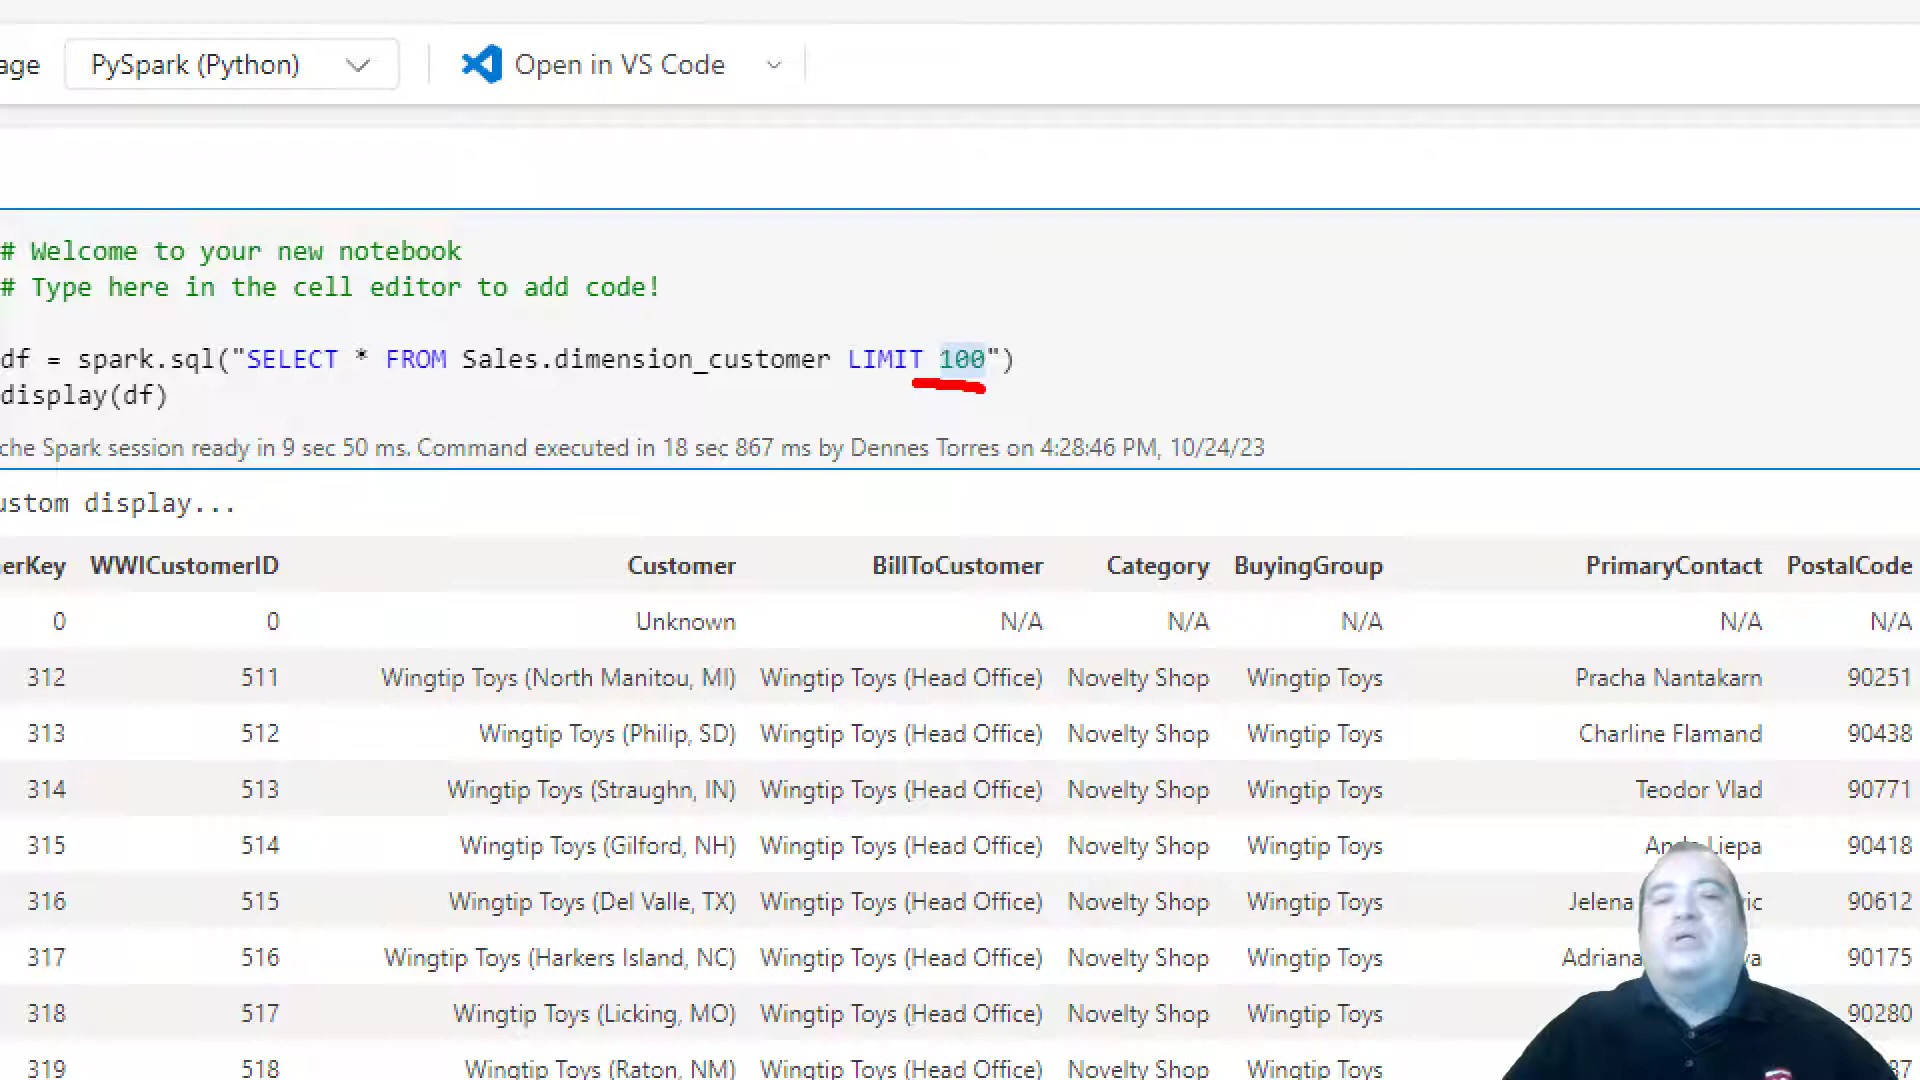 age PySpark (Python) Open in VS Code
# Welcome to your new notebook
# Type here in the cell editor to add code!
df = spark.sql("SELECT * FROM Sales.dimension_customer LIMIT 100")
display(df)
che Spark session ready in 9 sec 50 ms. Command executed in 18 sec 867 ms by Dennes Torres on 4:28:46 PM, 10/24/23
ustom display...
erKey WWICustomerID Customer BillToCustomer Category BuyingGroup PrimaryContact PostalCode
0 0 Unknown N/A N/A N/A N/A N/A
312 511 Wingtip Toys (North Manitou, MI) Wingtip Toys (Head Office) Novelty Shop Wingtip Toys Pracha Nantakarn 90251
313 512 Wingtip Toys (Philip, SD) Wingtip Toys (Head Office) Novelty Shop Wingtip Toys Charline Flamand 90438
314 513 Wingtip Toys (Straughn, IN) Wingtip Toys (Head Office) Novelty Shop Wingtip Toys Teodor Vlad 90771
315 514 Wingtip Toys (Gilford, NH) Wingtip Toys (Head Office) Novelty Shop Wingtip Toys Liepa 90418
316 515 Wingtip Toys (Del Valle, TX) Wingtip Toys (Head Office) Novelty Shop Wingtip Toys Jelena 90612
317 516 Wingtip Toys (Harkers Island, NC) Wingtip Toys (Head Office) Novelty Shop Wingtip Toys Adriana 90175
318 517 Wingtip Toys (Licking, MO) Wingtip Toys (Head Office) Novelty Shop Wingtip Toys 90280
319 518 Wingtip Toys (Raton, NM) Wingtip Toys (Head Office) Novelty Shop Wingtip Toys